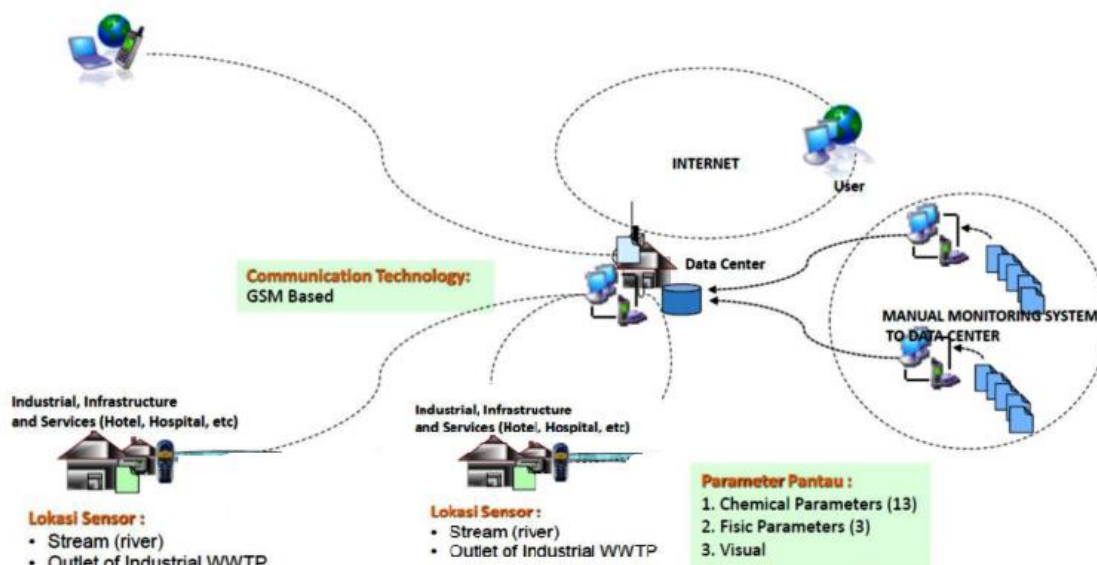 INTERNET
User
Data Center
Communication Technology:
GSM Based
MANUAL MONITORING SYSTEM
TO DATA CENTER
Industrial, Infrastructure
and Services (Hotel, Hospital, etc)
Lokasi Sensor :
• Stream (river)
• Outlet of Industrial WWTP
Industrial, Infrastructure
and Services (Hotel, Hospital, etc)
Lokasi Sensor :
• Stream (river)
• Outlet of Industrial WWTP
Parameter Pantau :
1. Chemical Parameters (13)
2. Fisic Parameters (3)
3. Visual